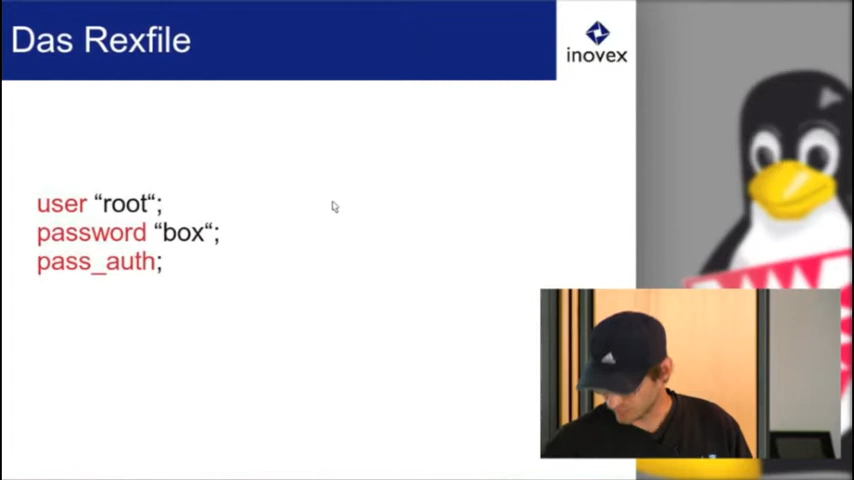 Das Rexfile
inovex
user “root“;
password “box“;
pass_auth;